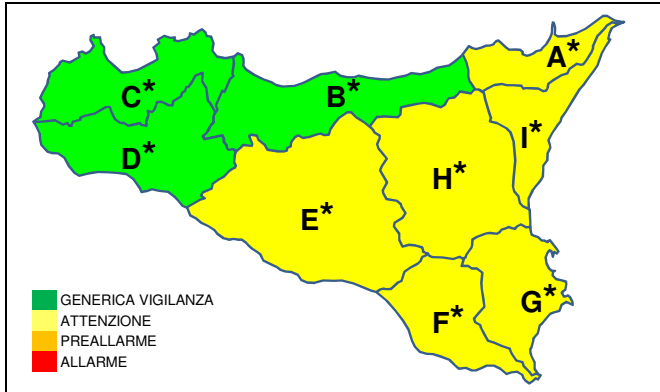 A*
C*
B*
I*
D*
H*
E*
G*
F*
GENERICA VIGILANZA
ATTENZIONE
PREALLARME
ALLARME